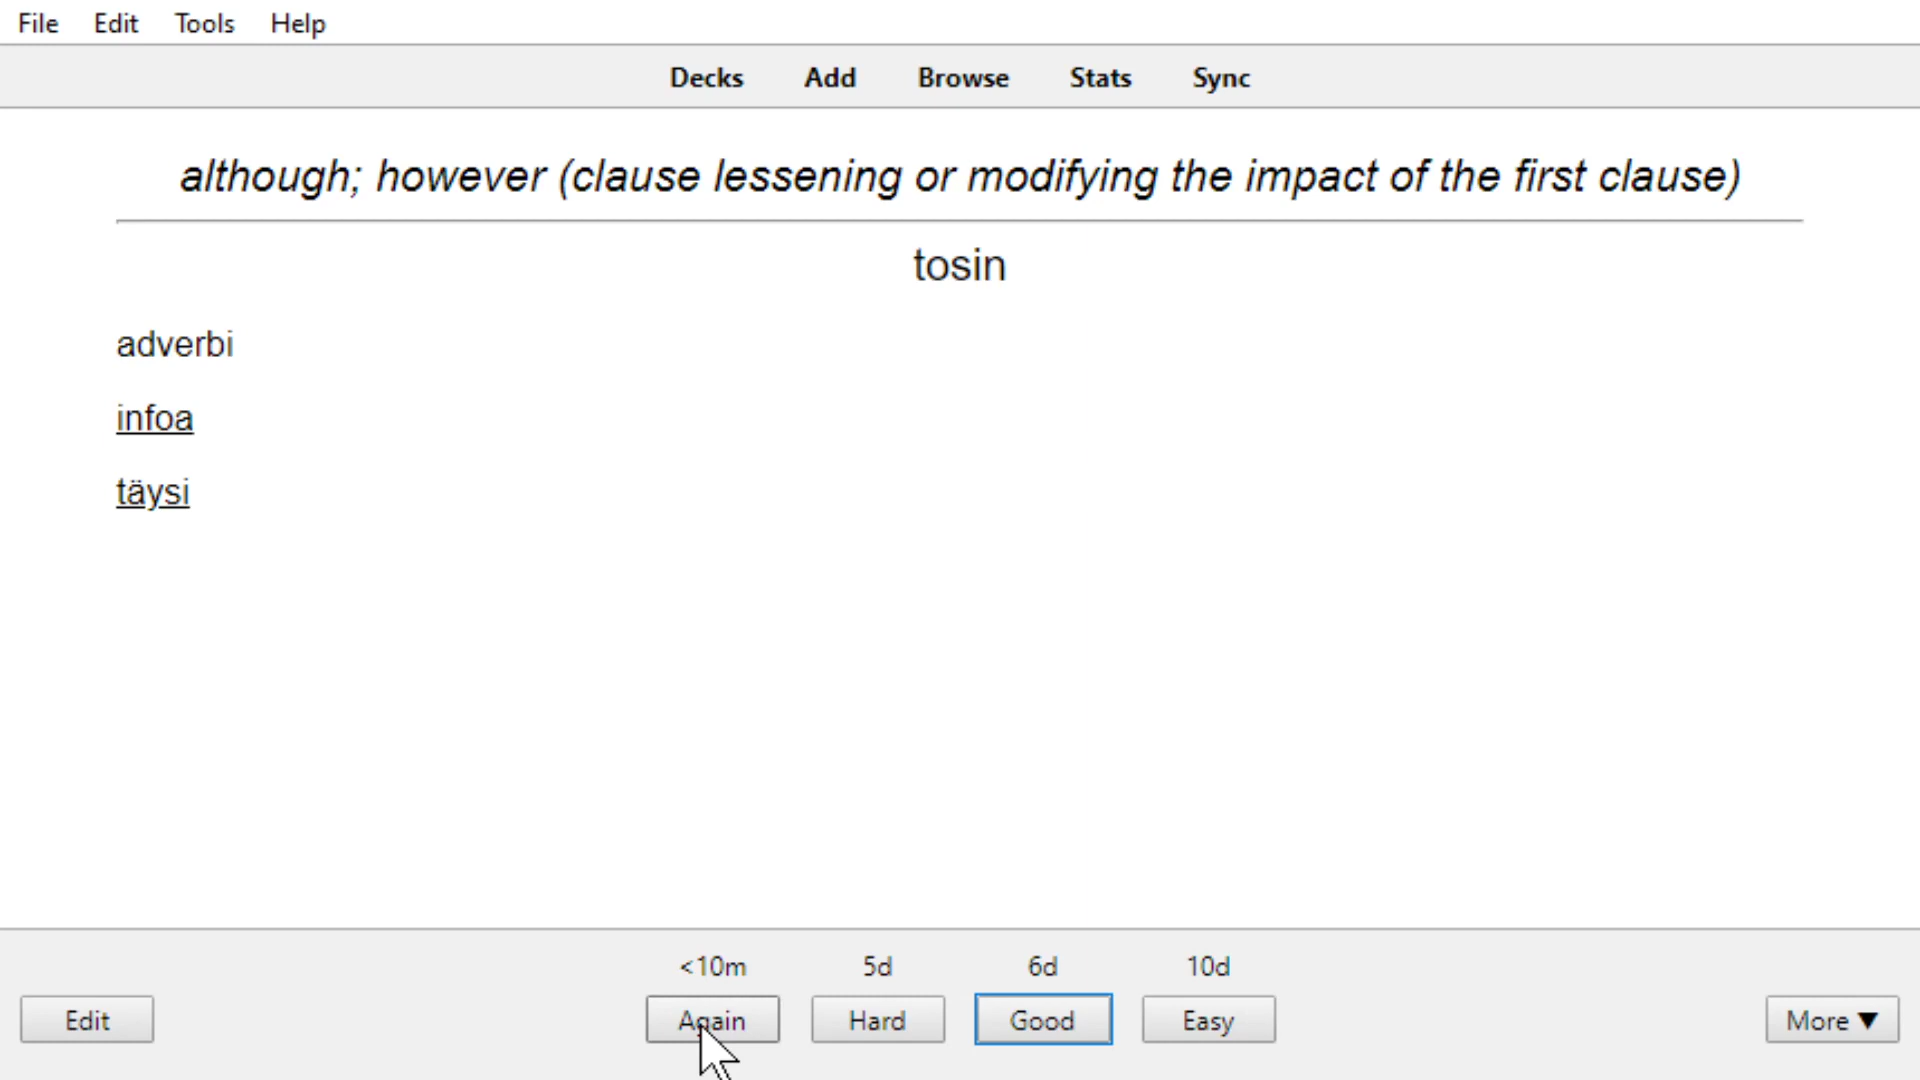 File Edit Tools Help
Decks Add Browse Stats Sync
although; however (clause lessening or modifying the impact of the first clause)
tosin
adverbi
infoa
täysi
<10m 5d 6d 10d
Edit Again Hard Good Easy More ▼